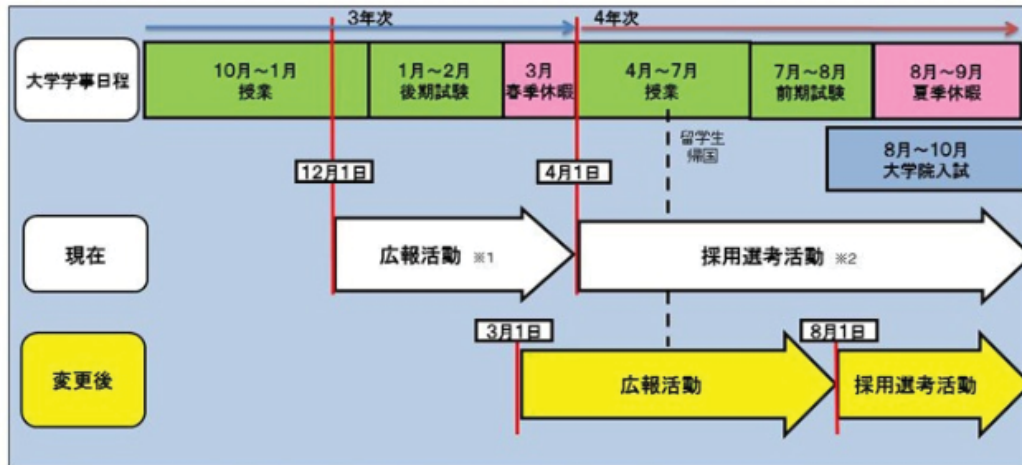 3年次
4年次
大学学事日程
10月～1月
授業
1月～2月
後期試験
3月
春季休暇
4月～7月
授業
7月～8月
前期試験
8月～9月
夏季休暇
留学生
帰国
8月～10月
大学院入試
12月1日
4月1日
現在
広報活動 ※1
採用選考活動 ※2
3月1日
8月1日
変更後
広報活動
採用選考活動